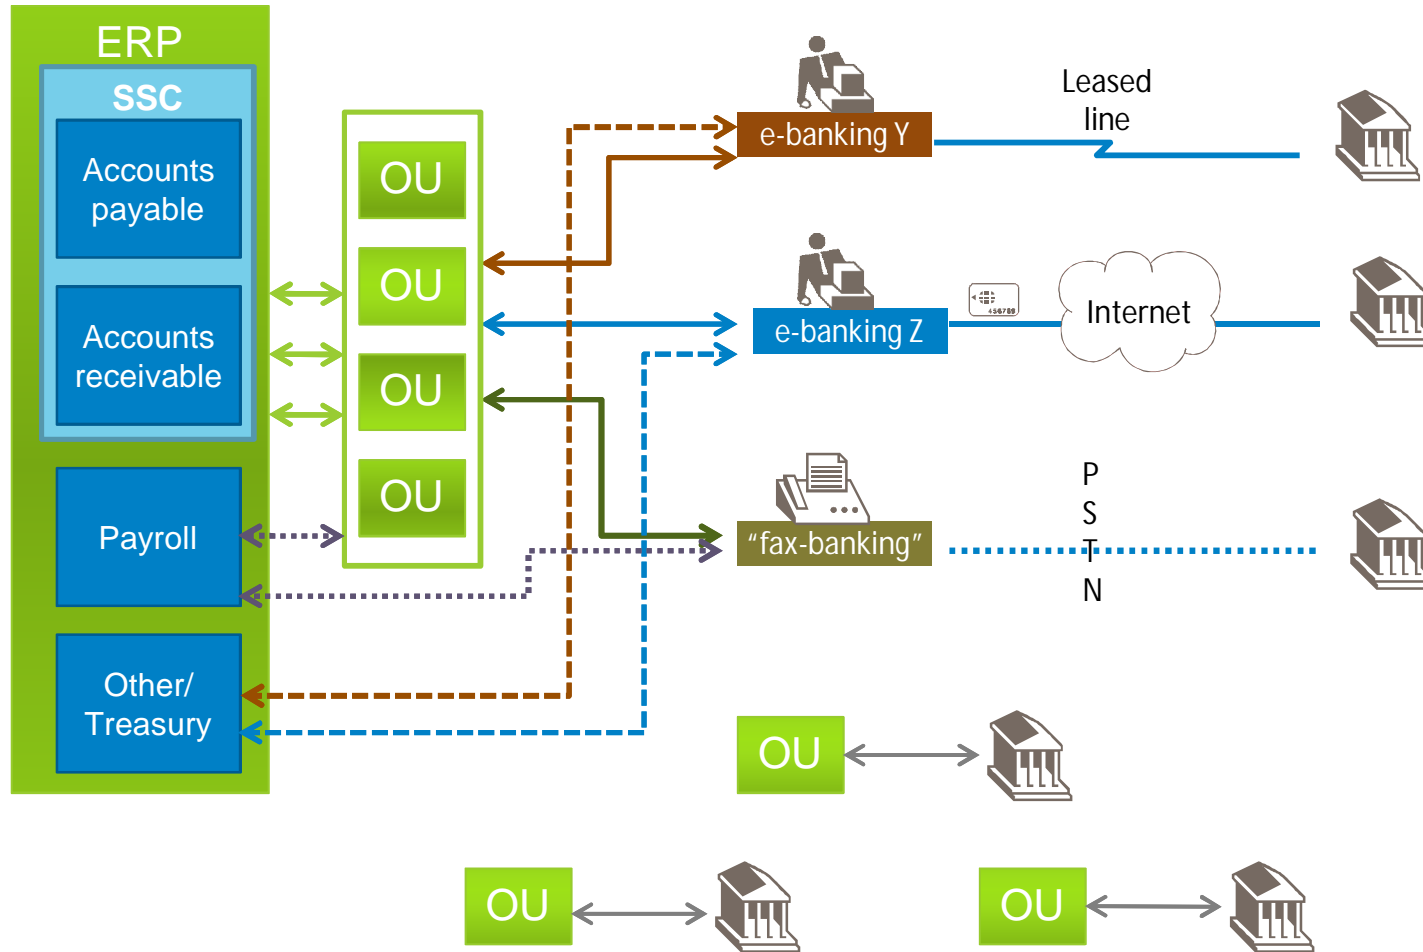 ERP
SSC
Accounts
payable
Accounts
receivable
Payroll
Other/
Treasury
OU
OU
OU
OU
e-banking Y
Leased
line
e-banking Z
456789
Internet
"fax-banking"
P
S
T
N
OU
OU
OU